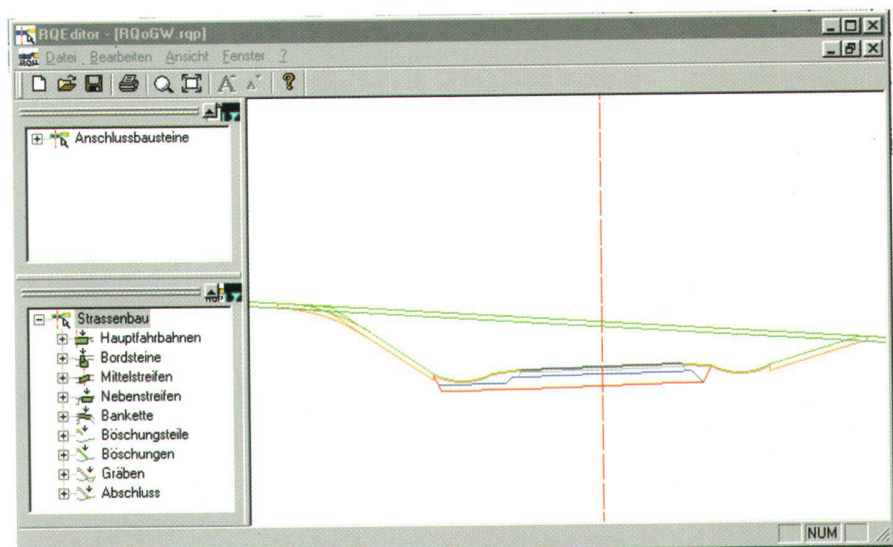 RQEditor - [RQoGW.rqp]
Datei Bearbeiten Ansicht Fenster ?
Anschlussbausteine
Strassenbau
Hauptfahrbahnen
Bordsteine
Mittelstreifen
Nebenstreifen
Bankette
Böschungsteile
Böschungen
Gräben
Abschluss
NUM